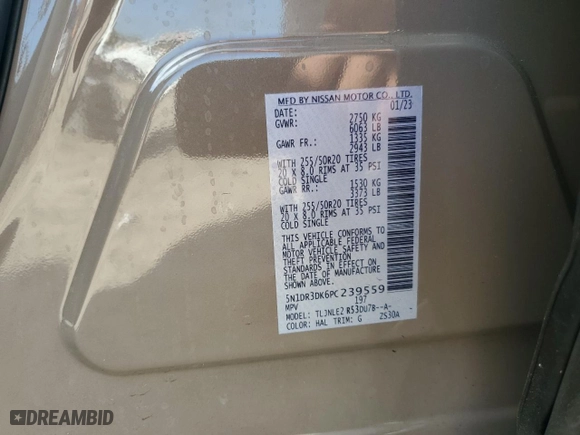 MFD BY NISSAN MOTOR CO., LTD.
DATE: 01/23
GVWR: 2750 KG
6063 LB
GAWR FR.: 1335 KG
2943 LB
WITH 255/50R20 TIRES
20 X 8.0 RIMS AT 35 PSI
COLD SINGLE
GAWR RR.: 1530 KG
3373 LB
WITH 255/50R20 TIRES
20 X 8.0 RIMS AT 35 PSI
COLD SINGLE
THIS VEHICLE CONFORMS TO
ALL APPLICABLE FEDERAL
MOTOR VEHICLE SAFETY AND
THEFT PREVENTION
STANDARDS IN EFFECT ON
THE DATE OF MANUFACTURE
SHOWN ABOVE.
5N1DR3DK6PC239559
MPV 197
MODEL: R53DU7B--A-
COLOR: HAL TRIM: G 2S30A
DREAMBID